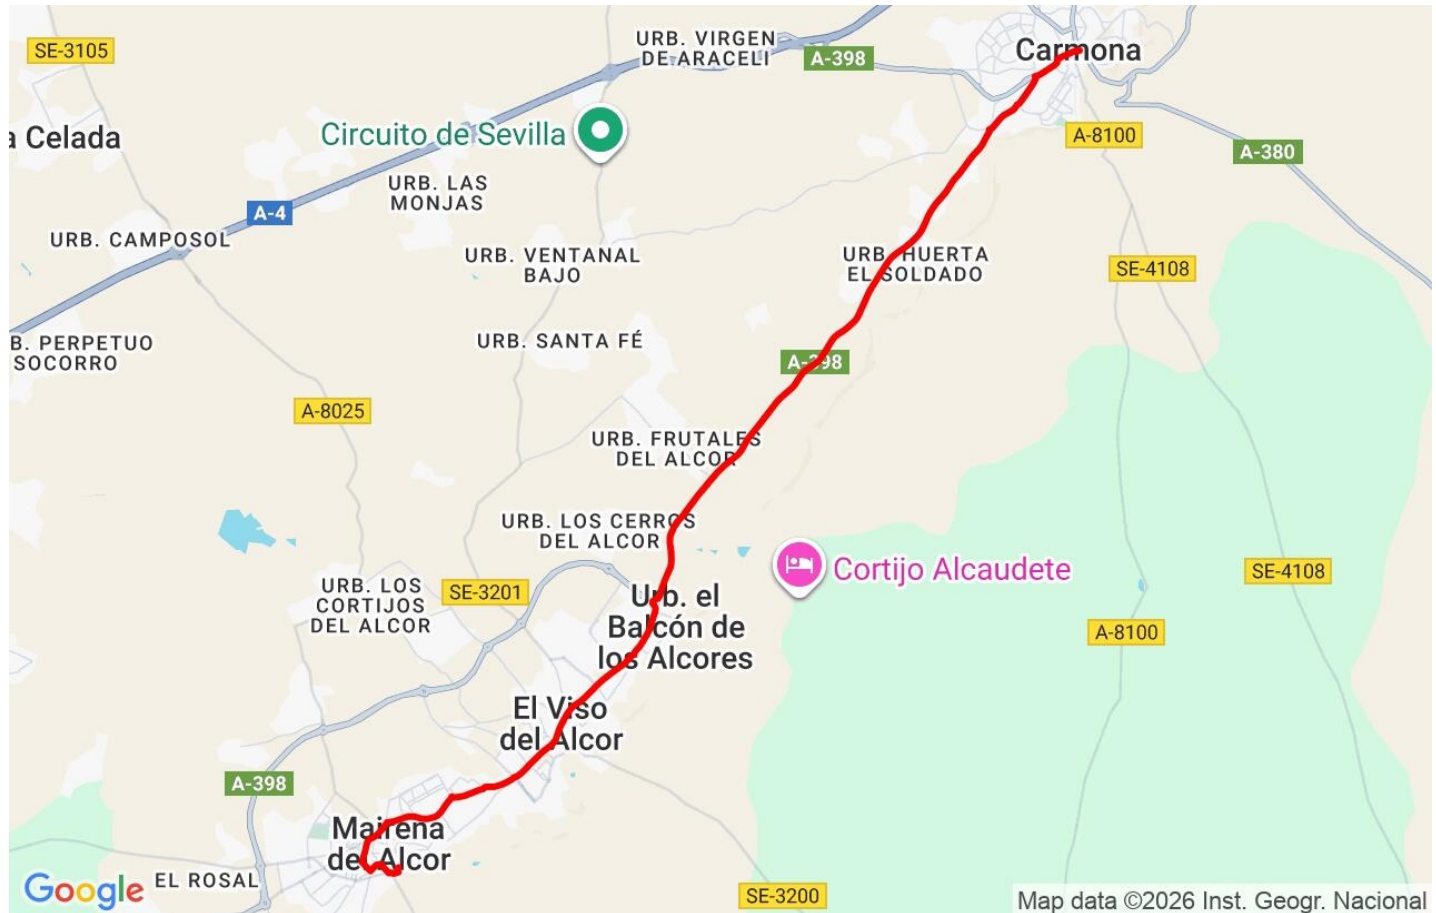 SE-3105
URB. VIRGEN
DE ARACELI
A-398
Carmona
a Celada
Circuito de Sevilla
A-8100
A-380
URB. LAS
MONJAS
A-4
URB. CAMPOSOL
URB. VENTANAL
BAJO
URB. HUERTA
EL SOLDADO
SE-4108
B. PERPETUO
SOCORRO
URB. SANTA FÉ
A-398
A-8025
URB. FRUTALES
DEL ALCOR
URB. LOS CERROS
DEL ALCOR
Cortijo Alcaudete
SE-4108
URB. LOS
CORTIJOS
DEL ALCOR
SE-3201
Urb. el
Balcón de
los Alcores
A-8100
El Viso
del Alcor
A-398
Mairena
del Alcor
EL ROSAL
SE-3200
Google
Map data ©2026 Inst. Geogr. Nacional